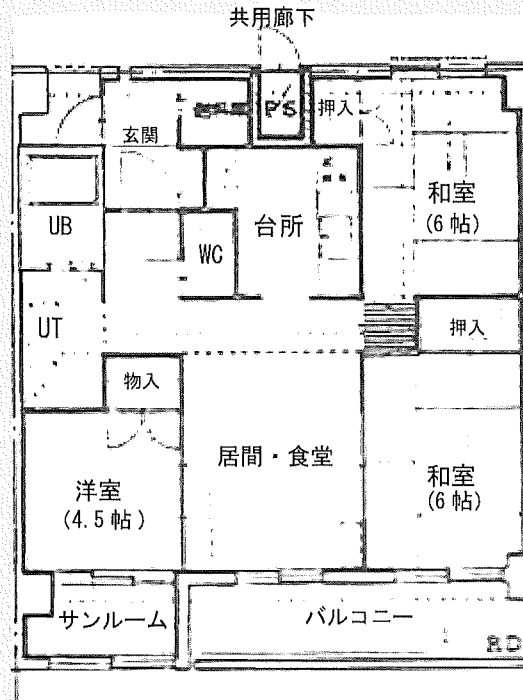 共用廊下
PS
押入
玄関
和室
(6 帖)
UB
台所
WC
UT
押入
物入
居間・食堂
和室
(6 帖)
洋室
(4.5 帖)
サンルーム
バルコニー
RD